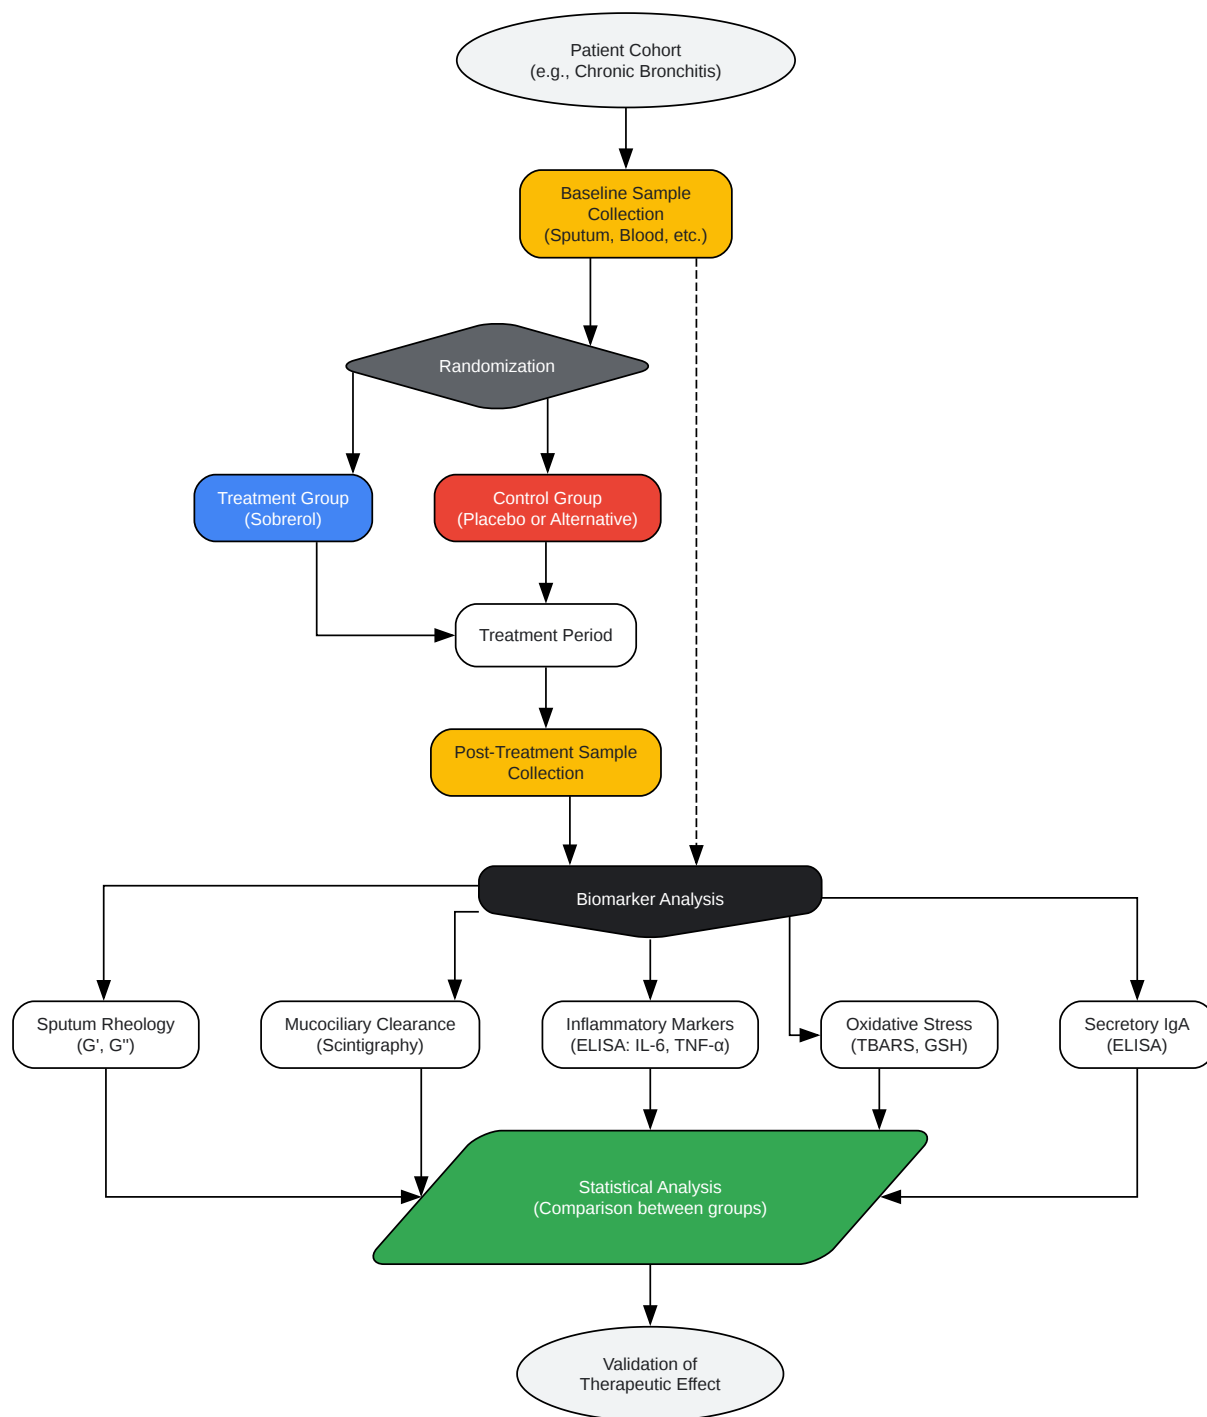 Patient Cohort
(e.g., Chronic Bronchitis)
Baseline Sample
Collection
(Sputum, Blood, etc.)
Randomization
Treatment Group
(Sobrerol)
Control Group
(Placebo or Alternative)
Treatment Period
Post-Treatment Sample
Collection
Biomarker Analysis
Sputum Rheology
(G', G'')
Mucociliary Clearance
(Scintigraphy)
Inflammatory Markers
(ELISA: IL-6, TNF-α)
Oxidative Stress
(TBARS, GSH)
Secretory IgA
(ELISA)
Statistical Analysis
(Comparison between groups)
Validation of
Therapeutic Effect